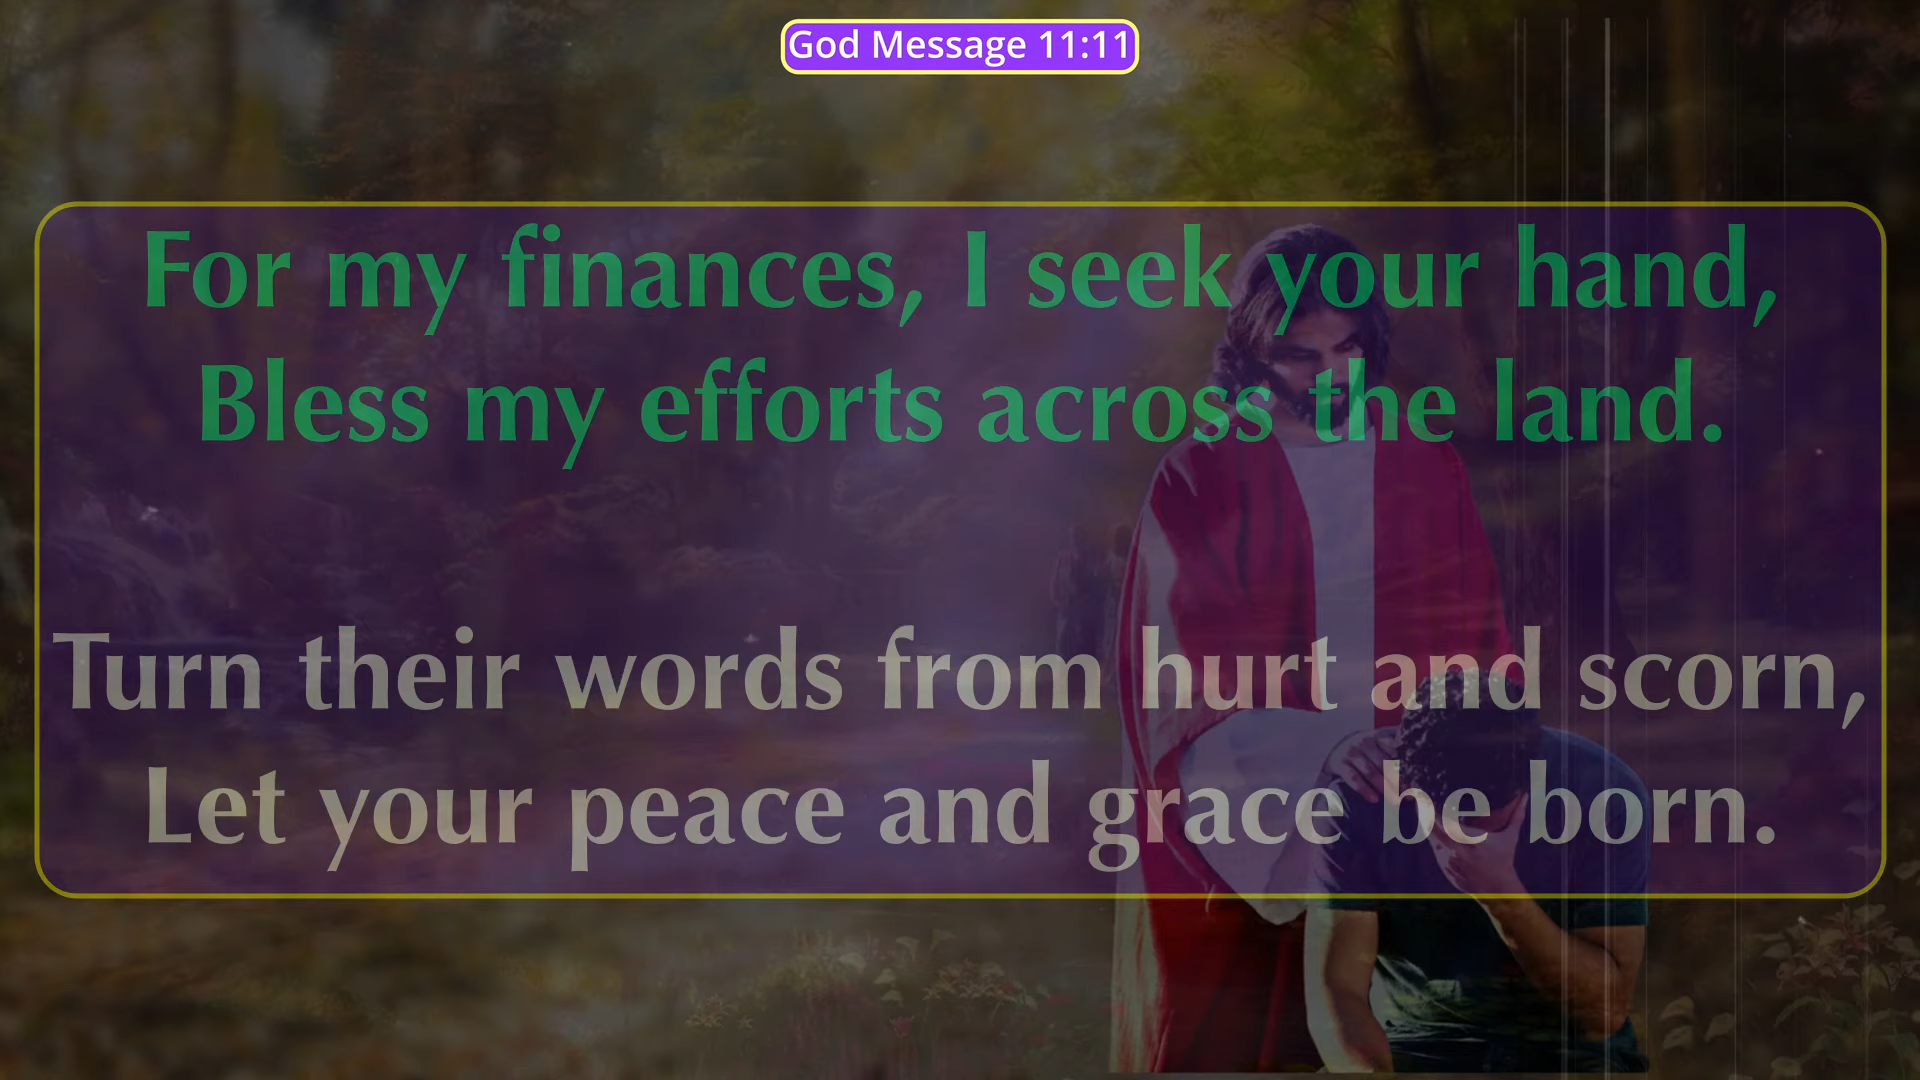 God Message 11:11
For my finances, I seek your hand,
Bless my efforts across the land.
Turn their words from hurt and scorn,
Let your peace and grace be born.